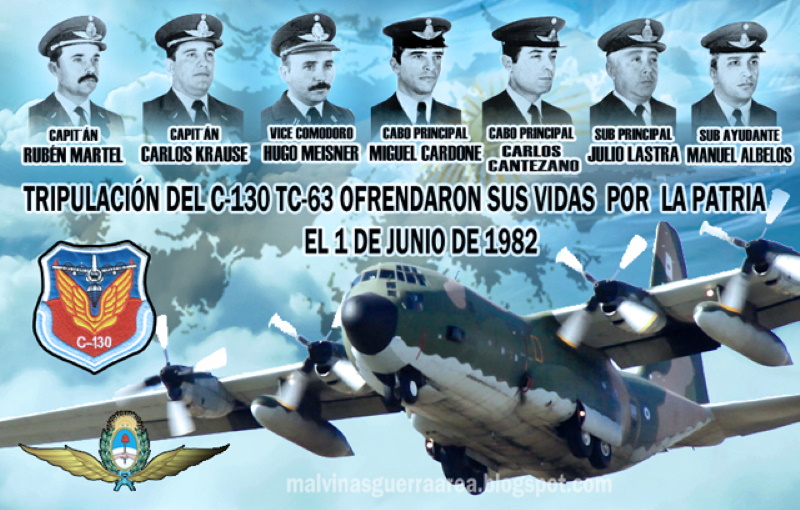 CAPITÁN
RUBÉN MARTEL
CAPITÁN
CARLOS KRAUSE
VICE COMODORO
HUGO MEISNER
CABO PRINCIPAL
MIGUEL CARDONE
CABO PRINCIPAL
CARLOS
CANTEZANO
SUB PRINCIPAL
JULIO LASTRA
SUB AYUDANTE
MANUEL ALBELOS
TRIPULACIÓN DEL C-130 TC-63 OFRENDARON SUS VIDAS POR LA PATRIA
EL 1 DE JUNIO DE 1982
C-130
malvinasguerraarea.blogspot.com